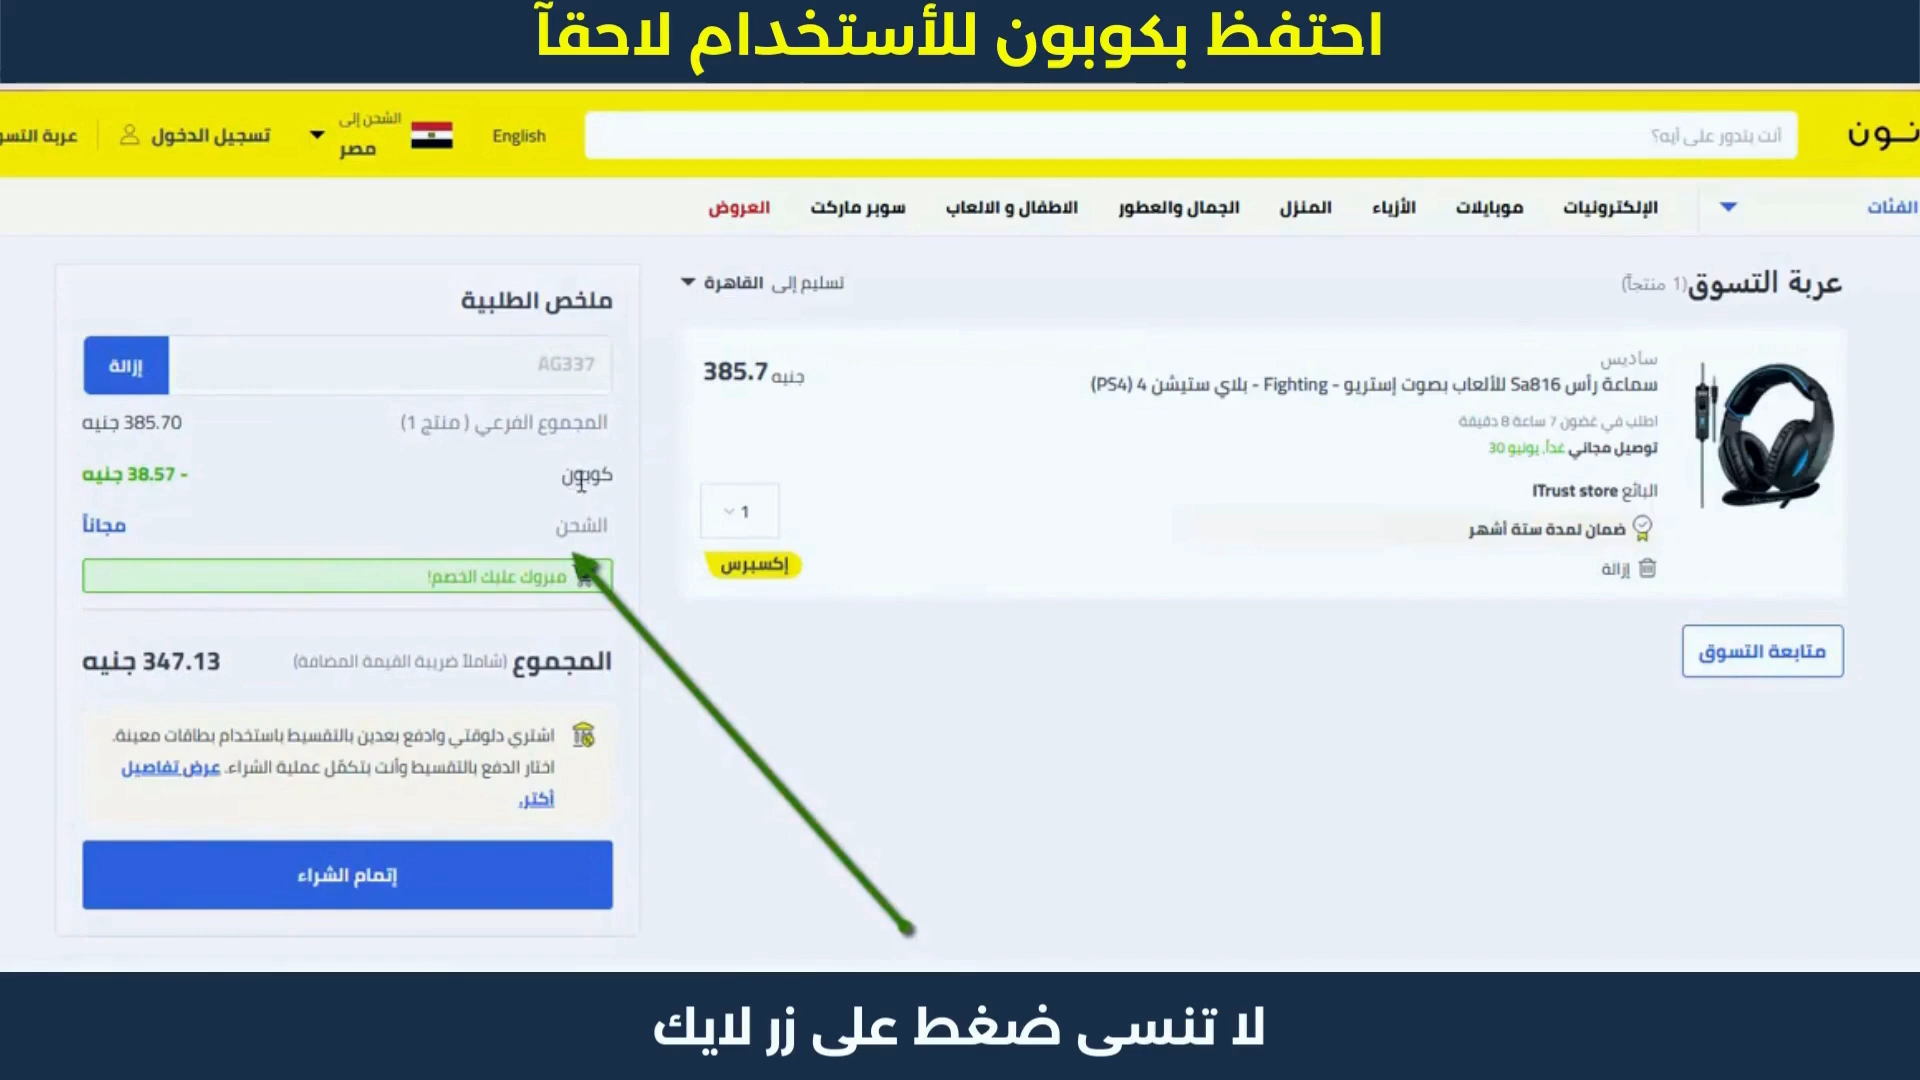 احتفظ بكوبون للأستخدام لاحقاً
نون
أنت بتدور على أيه؟
English
الشحن إلى
مصر
تسجيل الدخول
عربة التسو
الفئات
الإلكترونيات
موبايلات
الأزياء
المنزل
الجمال والعطور
الاطفال و الالعاب
سوبر ماركت
العروض
عربة التسوق (1 منتجاً)
تسليم إلى القاهرة
ساديس
سماعة رأس Sa816 للألعاب بصوت إستريو - Fighting - بلاي ستيشن 4 (PS4)
جنيه 385.7
اطلب في غضون 7 ساعة 8 دقيقة
توصيل مجاني غداً, يونيو 30
البائع ITrust store
ضمان لمدة ستة أشهر
إزالة
1
إكسبرس
متابعة التسوق
ملخص الطلبية
AG337
إزالة
المجموع الفرعي ( منتج 1) 385.70 جنيه
كوبون - 38.57 جنيه
الشحن مجاناً
مبروك عليك الخصم!
المجموع (شاملاً ضريبة القيمة المضافة) 347.13 جنيه
اشتري دلوقتي وادفع بعدين بالتقسيط باستخدام بطاقات معينة.
اختار الدفع بالتقسيط وأنت بتكمّل عملية الشراء. عرض تفاصيل
أكتر.
إتمام الشراء
لا تنسى ضغط على زر لايك